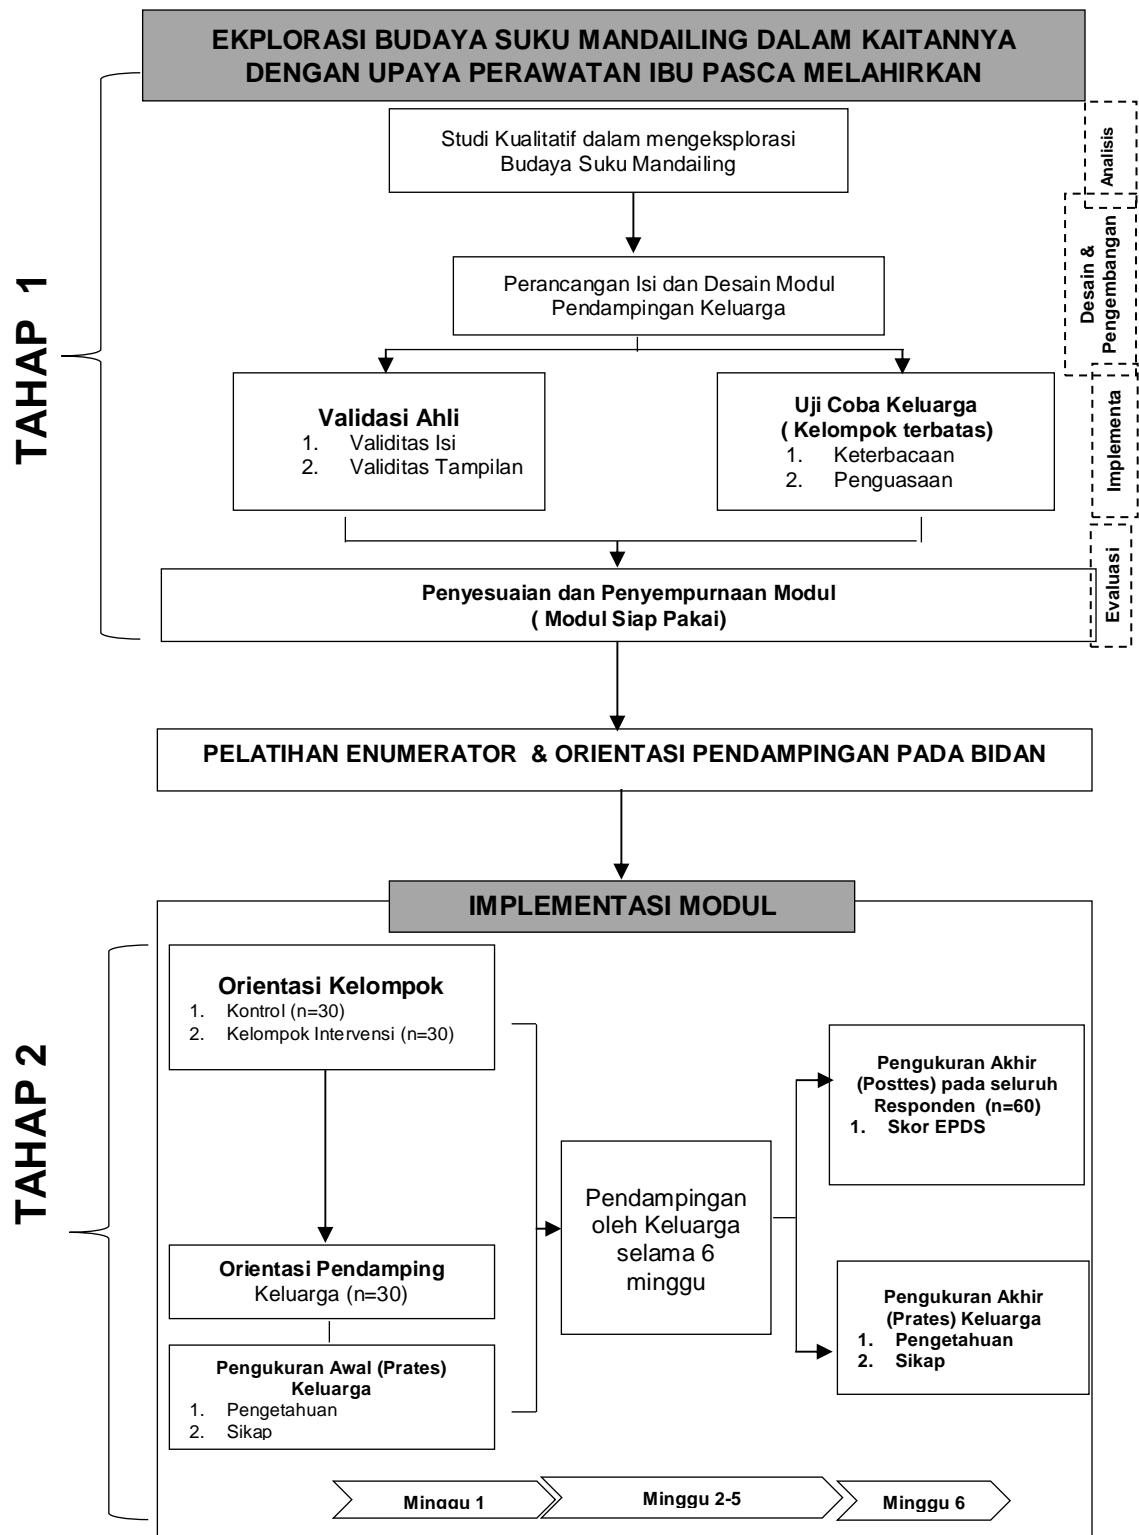 EKPLORASI BUDAYA SUKU MANDAILING DALAM KAITANNYA
DENGAN UPAYA PERAWATAN IBU PASCA MELAHIRKAN
TAHAP 1
Studi Kualitatif dalam mengeksplorasi
Budaya Suku Mandailing
Analisis
Perancangan Isi dan Desain Modul
Pendampingan Keluarga
Desain &
Pengembangan
Validasi Ahli
1. Validitas Isi
2. Validitas Tampilan
Uji Coba Keluarga
( Kelompok terbatas)
1. Keterbacaan
2. Penguasaan
Implementa
Penyesuaian dan Penyempurnaan Modul
( Modul Siap Pakai)
Evaluasi
PELATIHAN ENUMERATOR & ORIENTASI PENDAMPINGAN PADA BIDAN
IMPLEMENTASI MODUL
TAHAP 2
Orientasi Kelompok
1. Kontrol (n=30)
2. Kelompok Intervensi (n=30)
Orientasi Pendamping
Keluarga (n=30)
Pengukuran Awal (Prates)
Keluarga
1. Pengetahuan
2. Sikap
Pendampingan
oleh Keluarga
selama 6
minggu
Pengukuran Akhir
(Posttes) pada seluruh
Responden (n=60)
1. Skor EPDS
Pengukuran Akhir
(Prates) Keluarga
1. Pengetahuan
2. Sikap
Minggu 1
Minggu 2-5
Minggu 6